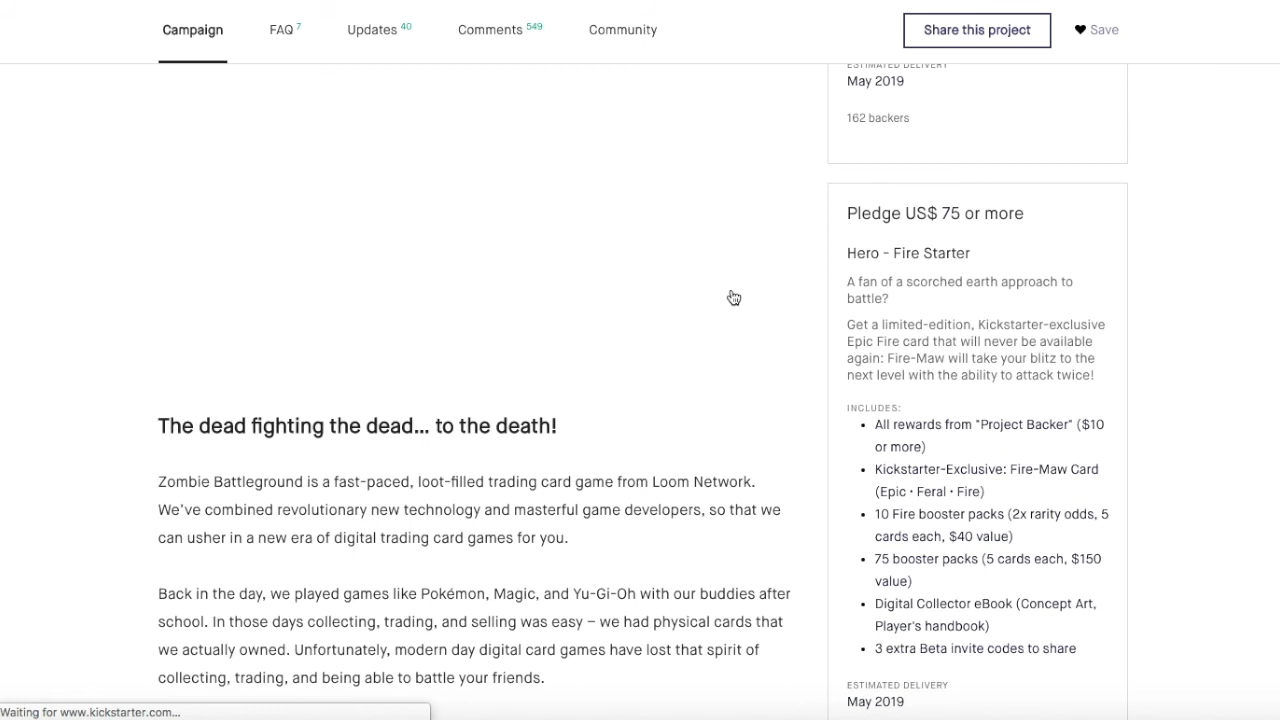 Campaign
FAQ 7
Updates 40
Comments 549
Community
Share this project
Save
ESTIMATED DELIVERY
May 2019
162 backers
Pledge US$ 75 or more
Hero - Fire Starter
A fan of a scorched earth approach to
battle?
Get a limited-edition, Kickstarter-exclusive
Epic Fire card that will never be available
again: Fire-Maw will take your blitz to the
next level with the ability to attack twice!
INCLUDES:
• All rewards from "Project Backer" ($10
or more)
• Kickstarter-Exclusive: Fire-Maw Card
(Epic • Feral • Fire)
• 10 Fire booster packs (2x rarity odds, 5
cards each, $40 value)
• 75 booster packs (5 cards each, $150
value)
• Digital Collector eBook (Concept Art,
Player's handbook)
• 3 extra Beta invite codes to share
ESTIMATED DELIVERY
May 2019
The dead fighting the dead... to the death!
Zombie Battleground is a fast-paced, loot-filled trading card game from Loom Network.
We've combined revolutionary new technology and masterful game developers, so that we
can usher in a new era of digital trading card games for you.
Back in the day, we played games like Pokémon, Magic, and Yu-Gi-Oh with our buddies after
school. In those days collecting, trading, and selling was easy – we had physical cards that
we actually owned. Unfortunately, modern day digital card games have lost that spirit of
collecting, trading, and being able to battle your friends.
Waiting for www.kickstarter.com...